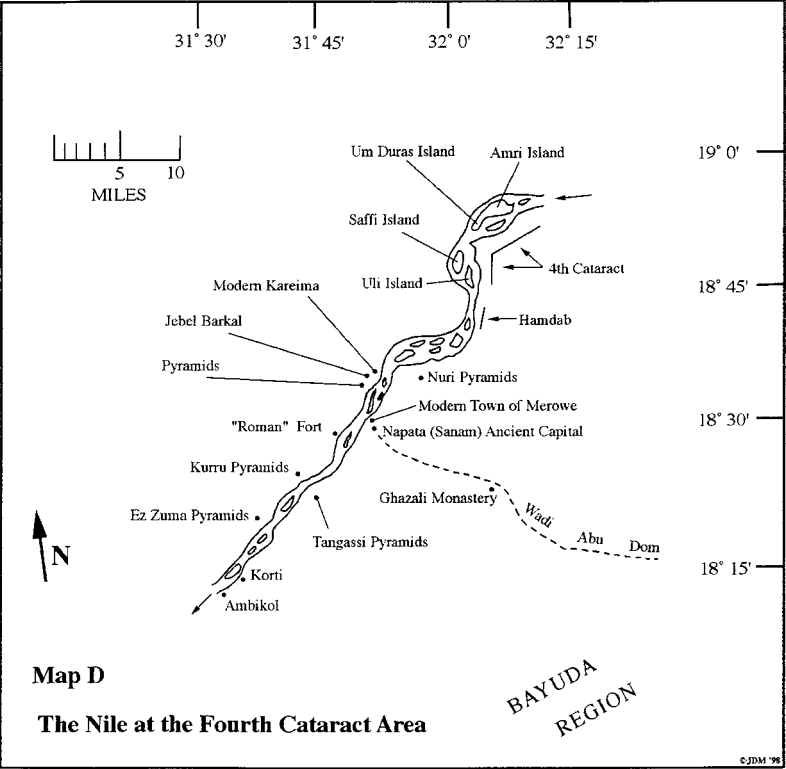 31° 30' 31° 45' 32° 0' 32° 15'
Um Duras Island
Amri Island
19° 0'
5 10
MILES
Saffi Island
4th Cataract
Uli Island
18° 45'
Modern Kareima
Hamdab
Jebel Barkal
Pyramids
Nuri Pyramids
Modern Town of Merowe
18° 30'
"Roman" Fort
Napata (Sanam) Ancient Capital
Kurru Pyramids
Ghazali Monastery
Wadi Abu Dom
Ez Zuma Pyramids
Tangassi Pyramids
N
18° 15'
Korti
Ambikol
Map D
The Nile at the Fourth Cataract Area
BAYUDA
REGION
©JDM '98